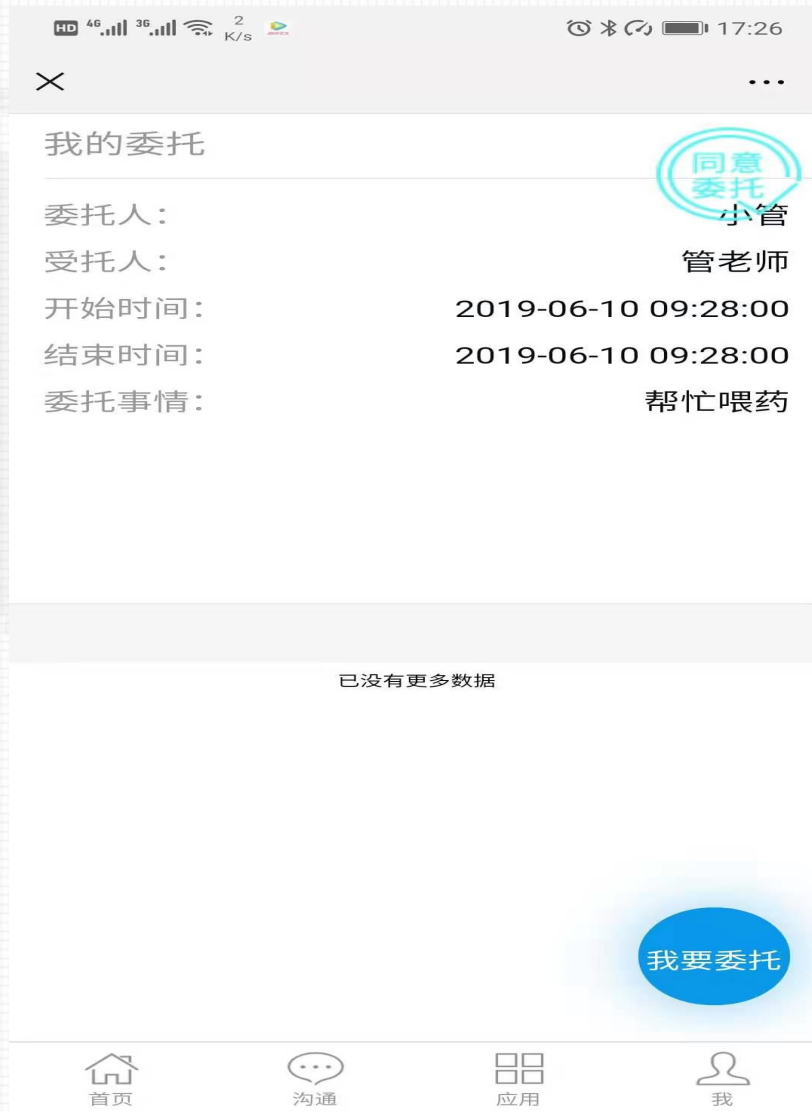 HD 4G 3G 2 K/s 17:26
我的委托
同意
委托
委托人: 小管
受托人: 管老师
开始时间: 2019-06-10 09:28:00
结束时间: 2019-06-10 09:28:00
委托事情: 帮忙喂药
已没有更多数据
我要委托
首页 沟通 应用 我